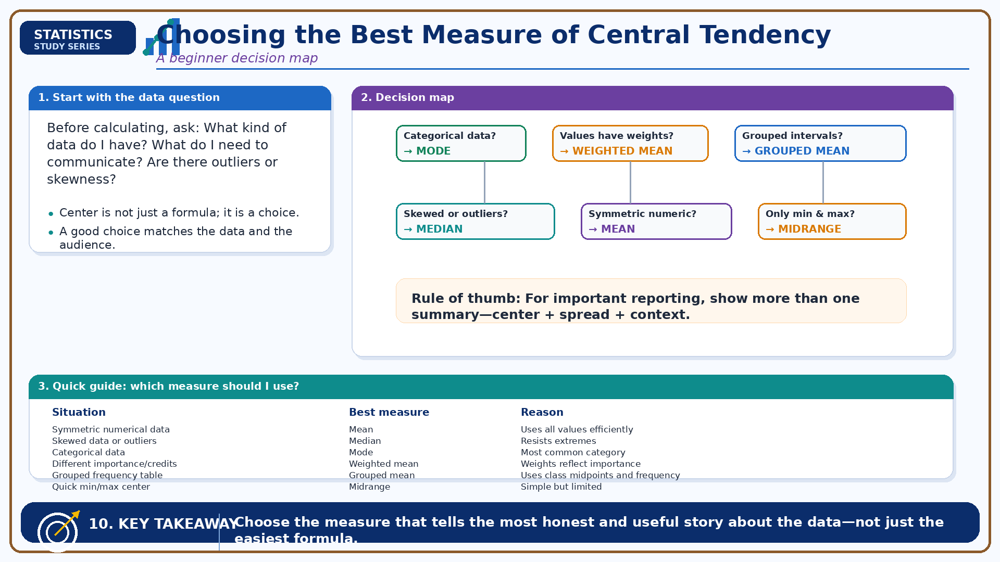 STATISTICS
STUDY SERIES
Choosing the Best Measure of Central Tendency
A beginner decision map
1. Start with the data question
Before calculating, ask: What kind of
data do I have? What do I need to
communicate? Are there outliers or
skewness?
• Center is not just a formula; it is a choice.
• A good choice matches the data and the
audience.
2. Decision map
Categorical data?
→ MODE
Values have weights?
→ WEIGHTED MEAN
Grouped intervals?
→ GROUPED MEAN
Skewed or outliers?
→ MEDIAN
Symmetric numeric?
→ MEAN
Only min & max?
→ MIDRANGE
Rule of thumb: For important reporting, show more than one
summary—center + spread + context.
3. Quick guide: which measure should I use?
Situation Best measure Reason
Symmetric numerical data Mean Uses all values efficiently
Skewed data or outliers Median Resists extremes
Categorical data Mode Most common category
Different importance/credits Weighted mean Weights reflect importance
Grouped frequency table Grouped mean Uses class midpoints and frequency
Quick min/max center Midrange Simple but limited
10. KEY TAKEAWAY
Choose the measure that tells the most honest and useful story about the data—not just the
easiest formula.